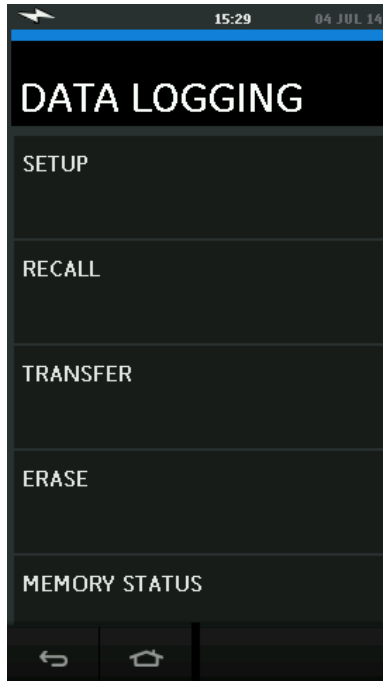 15:29 04 JUL 14
DATA LOGGING
SETUP
RECALL
TRANSFER
ERASE
MEMORY STATUS